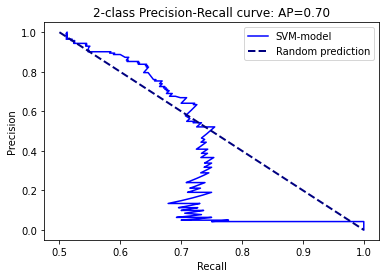 2-class Precision-Recall curve: AP=0.70
SVM-model
Random prediction
Precision
1.0
0.8
0.6
0.4
0.2
0.0
0.5
0.6
0.7
0.8
0.9
1.0
Recall